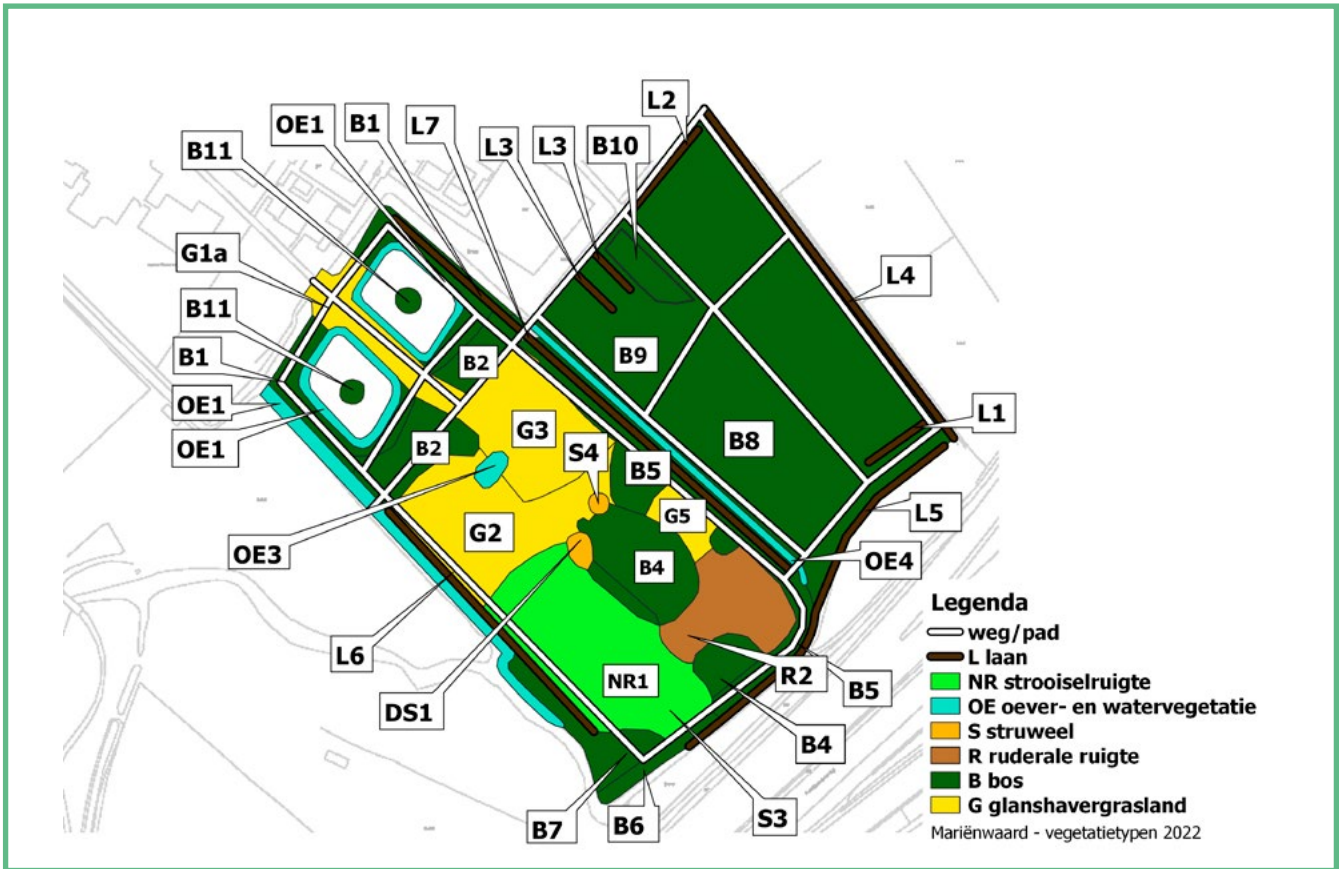 L2
OE1
B1
L7
L3
L3
B10
B11
G1a
L4
B11
B1
B2
B9
L1
OE1
G3
OE1
B2
S4
B8
B5
G5
L5
OE3
G2
B4
OE4
Legenda
weg/pad
L laan
NR strooiselruigte
OE oever- en watervegetatie
S struweel
R ruderale ruigte
B bos
G glanshavergrasland
Mariënwaard - vegetatietypen 2022
L6
NR1
R2
B5
DS1
B4
S3
B7
B6